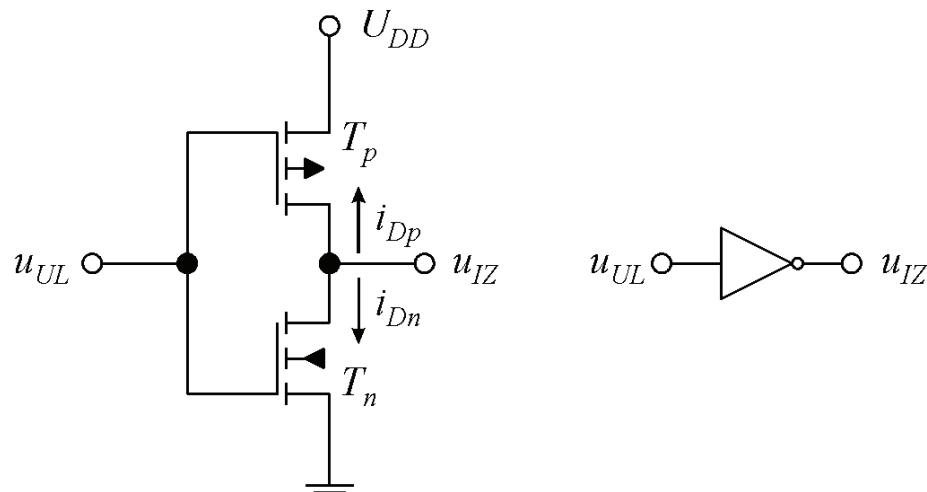 U_DD
T_p
i_Dp
u_UL u_IZ u_UL u_IZ
i_Dn
T_n